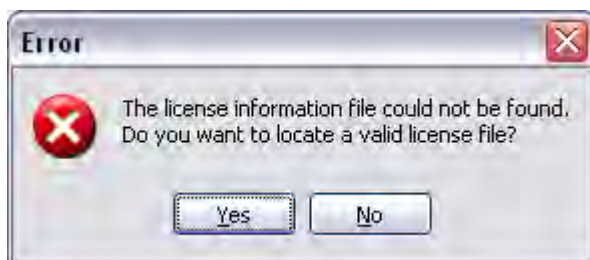 Error
The license information file could not be found.
Do you want to locate a valid license file?
Yes
No